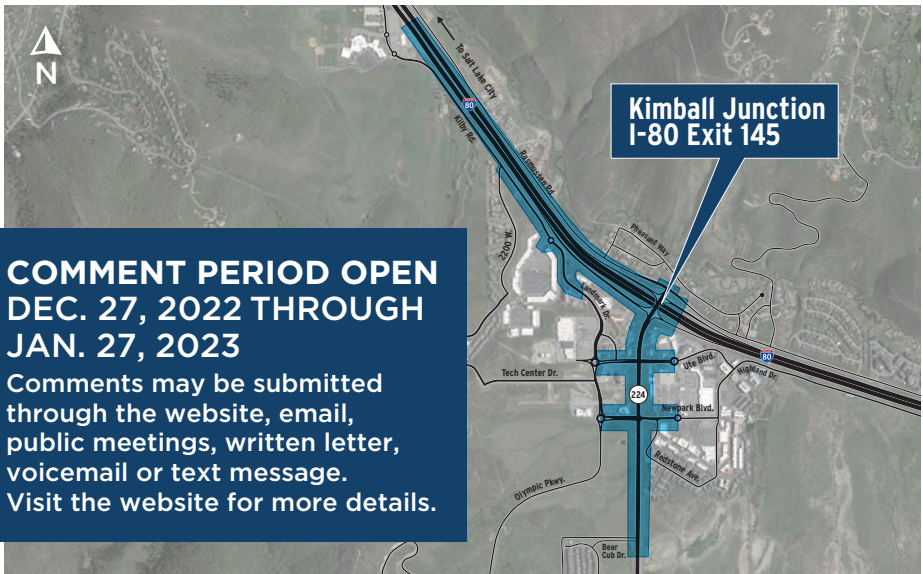 N
To Salt Lake City
80
Kilby Rd.
Rasmussen Rd.
Kimball Junction
I-80 Exit 145
2200 W.
Pheasant Way
COMMENT PERIOD OPEN
DEC. 27, 2022 THROUGH
JAN. 27, 2023
Comments may be submitted
through the website, email,
public meetings, written letter,
voicemail or text message.
Visit the website for more details.
Landmark Dr.
Ute Blvd.
80
Highland Dr.
Tech Center Dr.
224
Newpark Blvd.
Redstone Ave.
Olympic Pkwy.
Bear
Cub Dr.